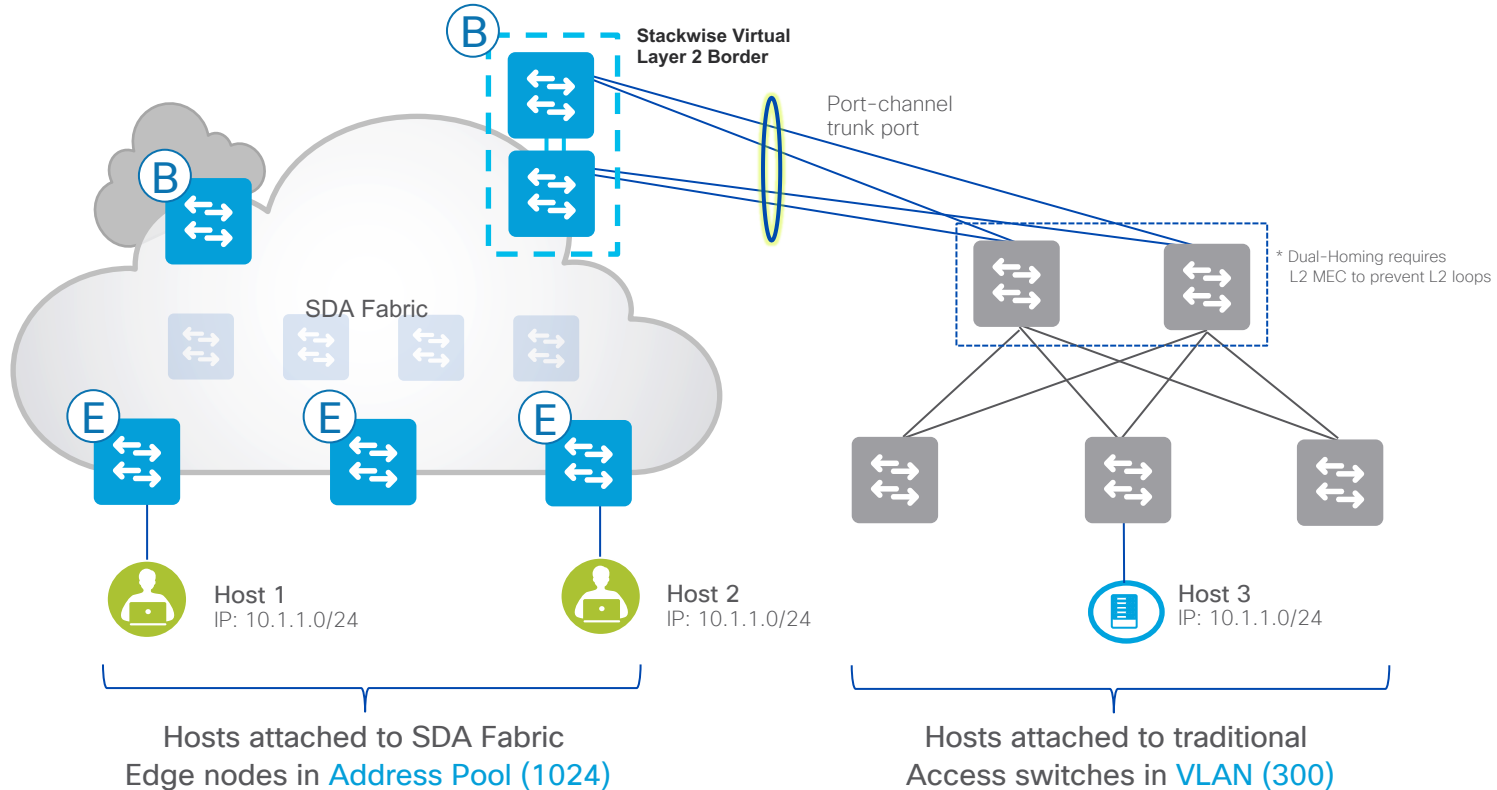 B
Stackwise Virtual
Layer 2 Border
Port-channel
trunk port
B
* Dual-Homing requires
L2 MEC to prevent L2 loops
SDA Fabric
E
E
E
Host 1
IP: 10.1.1.0/24
Host 2
IP: 10.1.1.0/24
Host 3
IP: 10.1.1.0/24
Hosts attached to SDA Fabric
Edge nodes in Address Pool (1024)
Hosts attached to traditional
Access switches in VLAN (300)